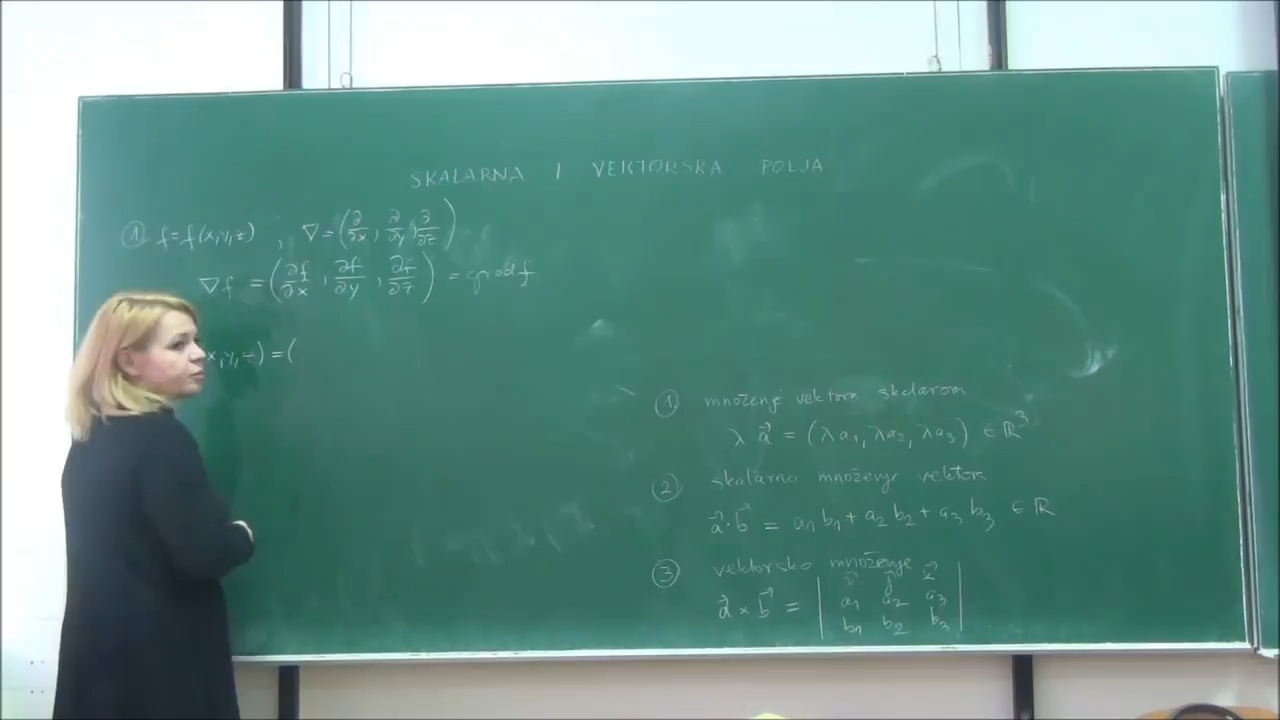 SKALARNA I VEKTORSKA POLJA
① f=f(x,y,z), ∇=(∂/∂x, ∂/∂y, ∂/∂z)
∇f = (∂f/∂x, ∂f/∂y, ∂f/∂z) = grad f
x,y,z)=(
① množenje vektora skalarom
λ a⃗ = (λa₁, λa₂, λa₃) ∈ ℝ³
② skalarno množenje vektora
a⃗·b⃗ = a₁b₁+a₂b₂+a₃b₃ ∈ ℝ
③ vektorsko množenje
a⃗×b⃗ = | i⃗ j⃗ k⃗
a₁ a₂ a₃
b₁ b₂ b₃ |